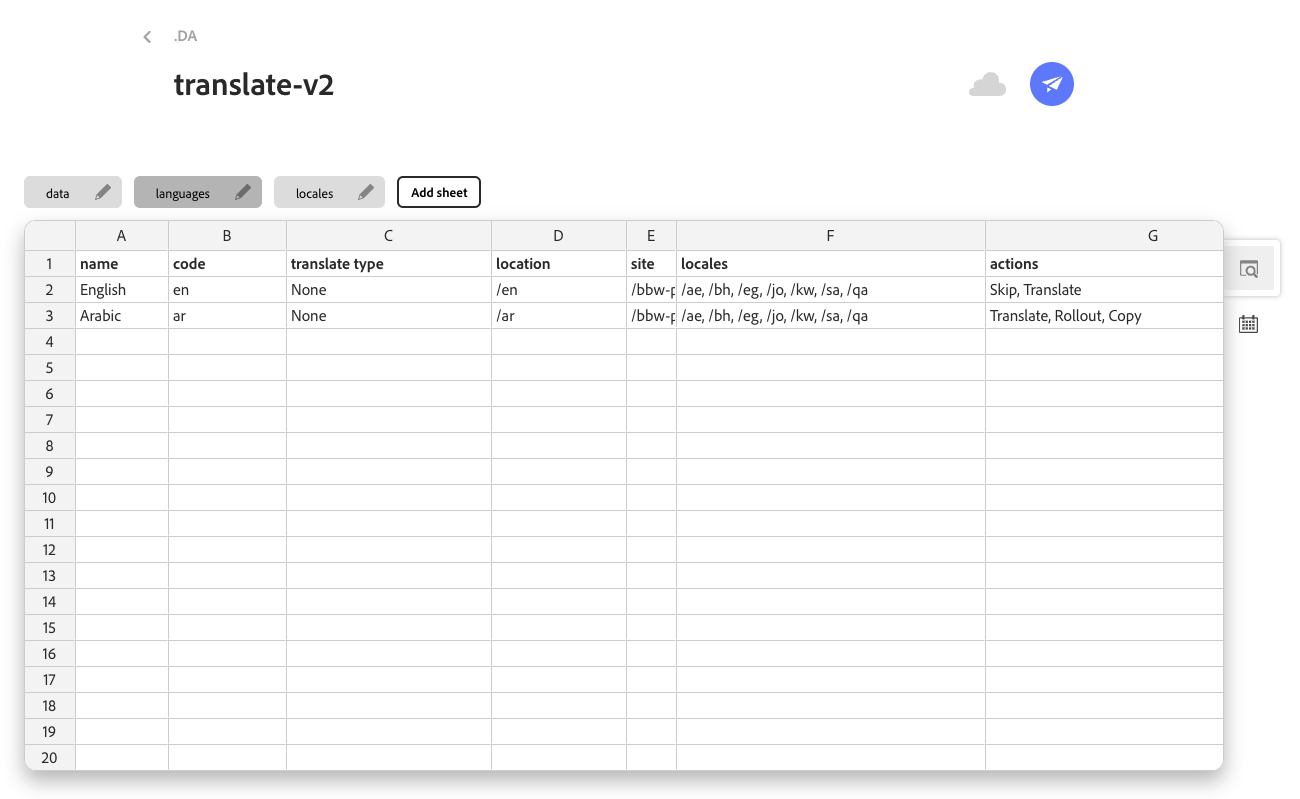 .DA
translate-v2
data languages locales Add sheet
A B C D E F G
1 name code translate type location site locales actions
2 English en None /en /ae, /bh, /eg, /jo, /kw, /sa, /qa Skip, Translate
3 Arabic ar None /ar /ae, /bh, /eg, /jo, /kw, /sa, /qa Translate, Rollout, Copy
4
5
6
7
8
9
10
11
12
13
14
15
16
17
18
19
20